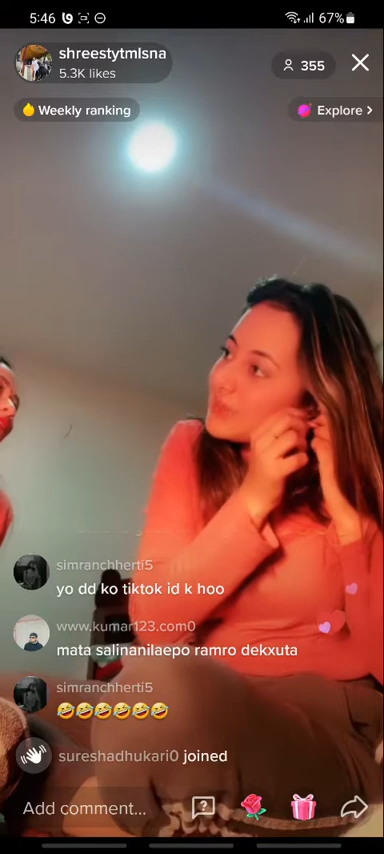 5:46 67%
shreestytmlsna
5.3K likes
355
Weekly ranking
Explore >
simranchherti5
yo dd ko tiktok id k hoo
www.kumar123.com0
mata salinanilaepo ramro dekxuta
simranchherti5
🤣🤣🤣🤣🤣🤣
sureshadhukari0 joined
Add comment...